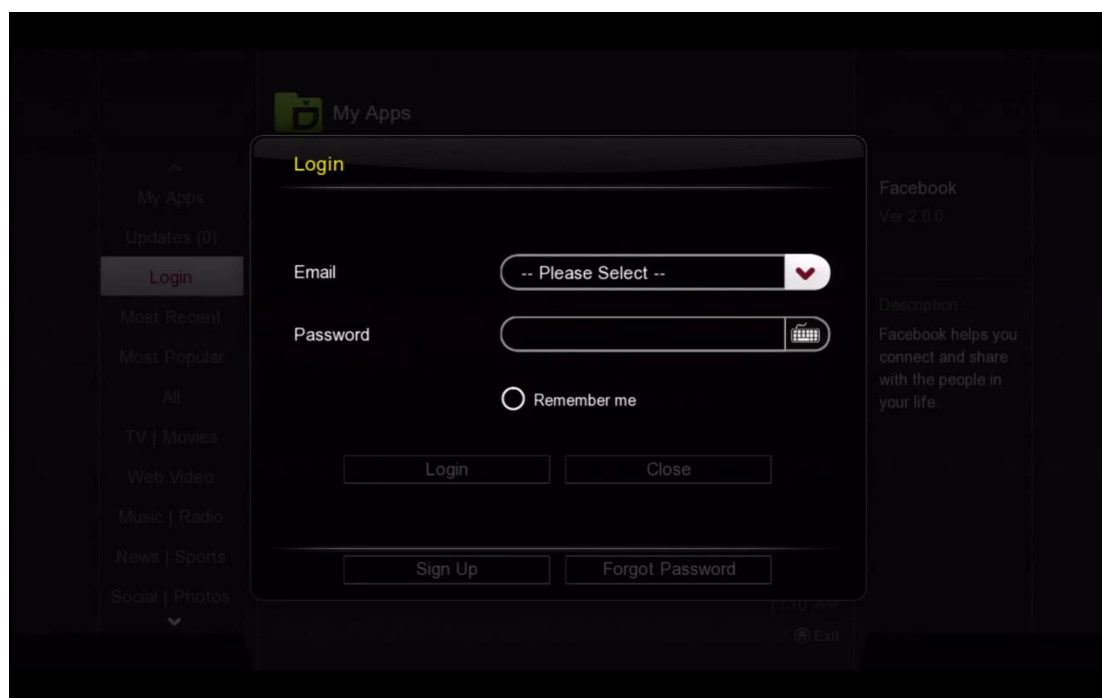 My Apps
Login
My Apps
Updates (0)
Login
Most Recent
Most Popular
All
TV | Movies
Web Video
Music | Radio
News | Sports
Social | Photos
Email
-- Please Select --
Password
Remember me
Login
Close
Sign Up
Forgot Password
Exit
Facebook
Ver 2.0.0
Description :
Facebook helps you
connect and share
with the people in
your life.